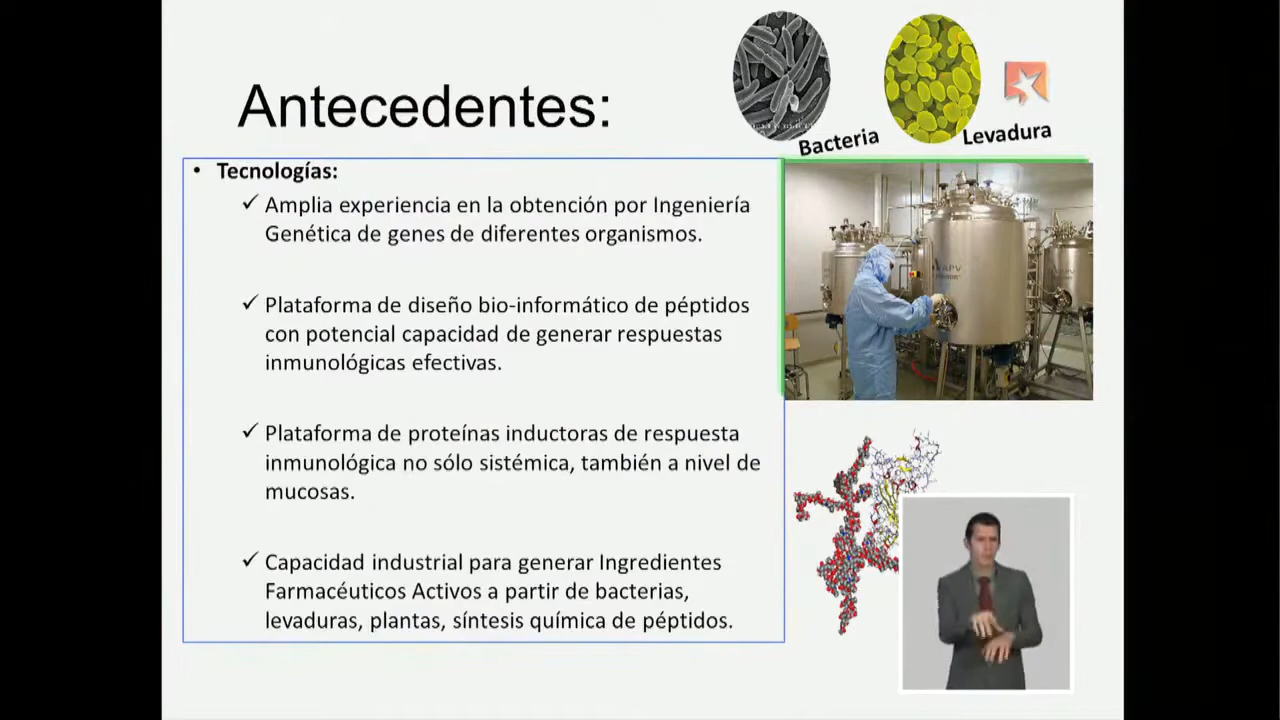 Antecedentes:
Bacteria
Levadura
• Tecnologías:
✓ Amplia experiencia en la obtención por Ingeniería
Genética de genes de diferentes organismos.
✓ Plataforma de diseño bio-informático de péptidos
con potencial capacidad de generar respuestas
inmunológicas efectivas.
✓ Plataforma de proteínas inductoras de respuesta
inmunológica no sólo sistémica, también a nivel de
mucosas.
✓ Capacidad industrial para generar Ingredientes
Farmacéuticos Activos a partir de bacterias,
levaduras, plantas, síntesis química de péptidos.
APV